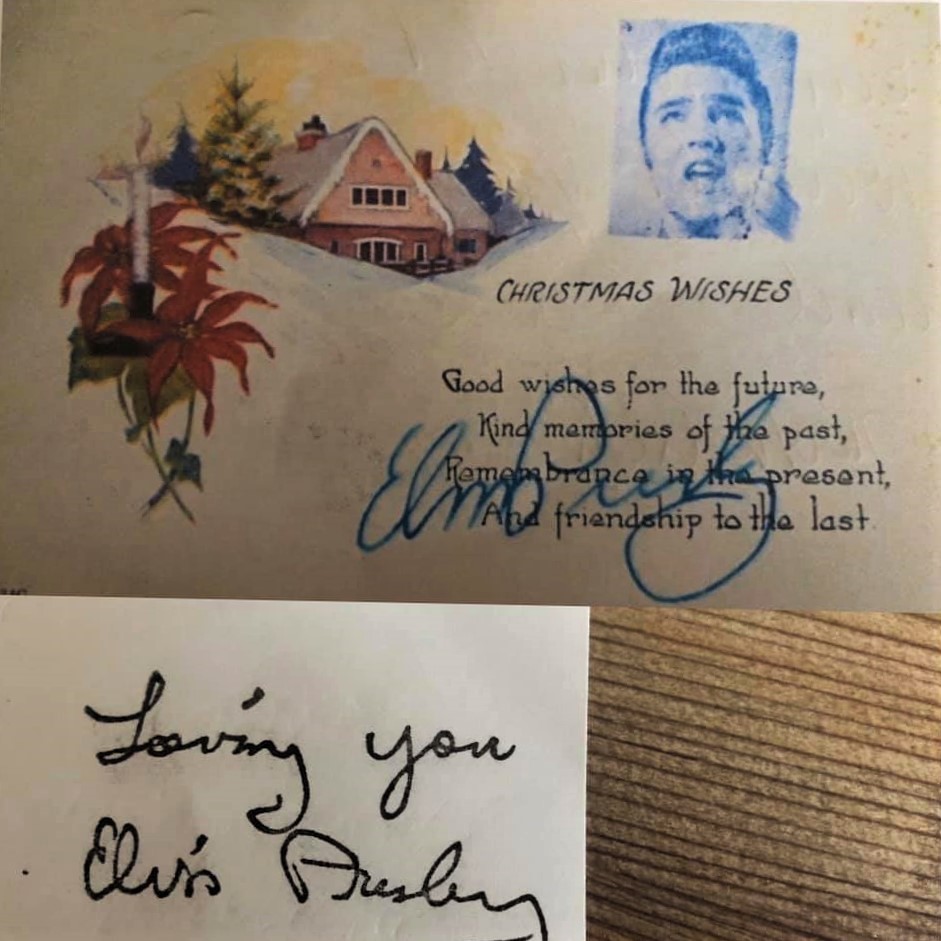 CHRISTMAS WISHES
Good wishes for the future,
Kind memories of the past,
Remembrance in the present,
And friendship to the last.
Elvis Presley
Loving you
Elvis Presley